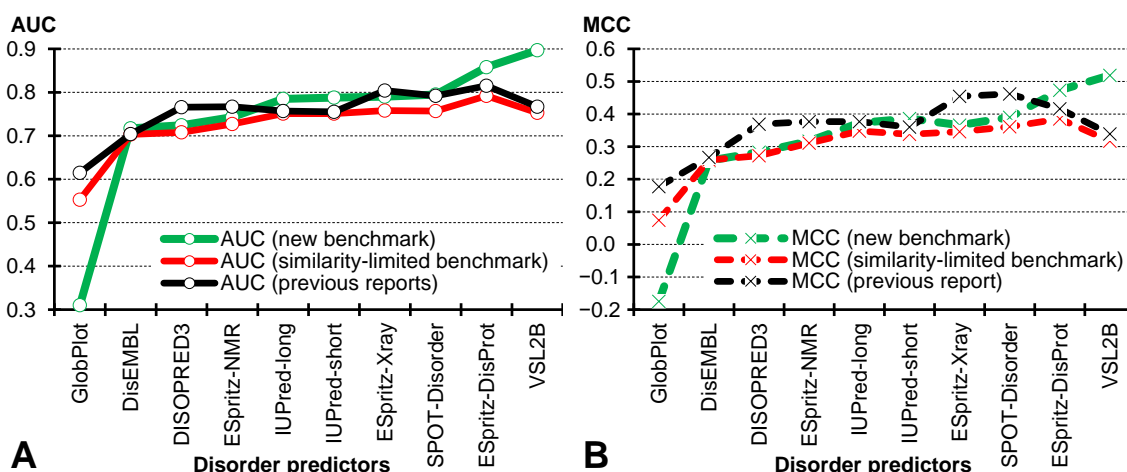 AUC
0.9
0.8
0.7
0.6
0.5
0.4
0.3
AUC (new benchmark)
AUC (similarity-limited benchmark)
AUC (previous reports)
GlobPlot
DisEMBL
DISOPRED3
ESpritz-NMR
IUPred-long
IUPred-short
ESpritz-Xray
SPOT-Disorder
ESpritz-DisProt
VSL2B
A
Disorder predictors
MCC
0.6
0.5
0.4
0.3
0.2
0.1
0.0
−0.1
−0.2
MCC (new benchmark)
MCC (similarity-limited benchmark)
MCC (previous report)
GlobPlot
DisEMBL
DISOPRED3
ESpritz-NMR
IUPred-long
IUPred-short
ESpritz-Xray
SPOT-Disorder
ESpritz-DisProt
VSL2B
B
Disorder predictors